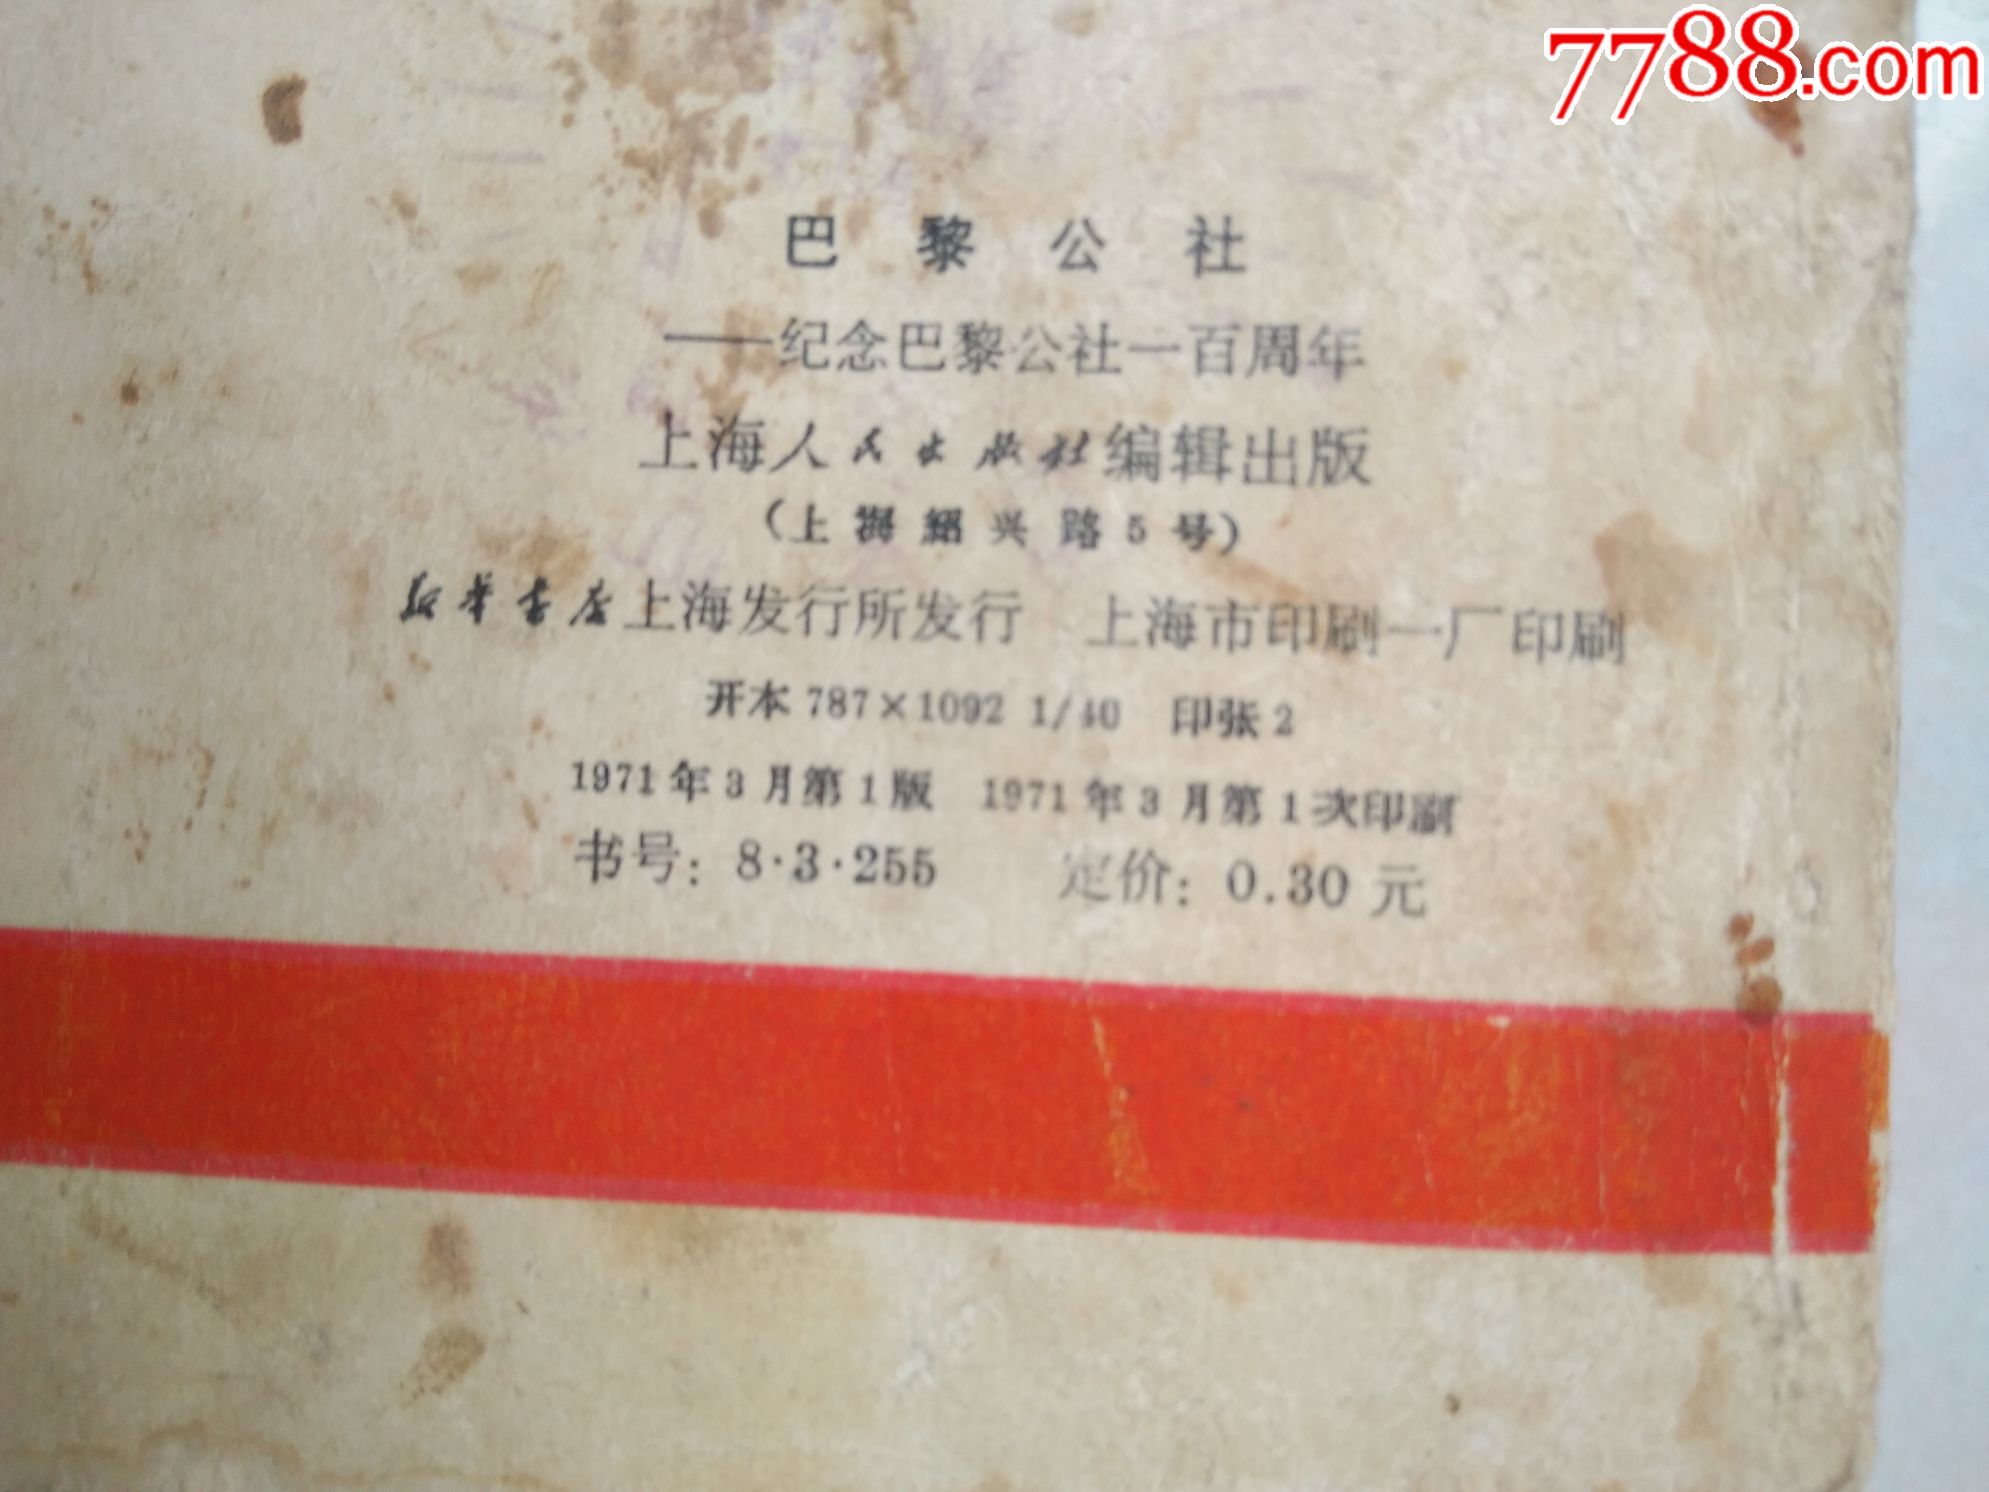 7788.com
巴黎公社
——纪念巴黎公社一百周年
上海人民出版社编辑出版
(上海紹兴路5号)
新华书店上海发行所发行 上海市印刷一厂印刷
开本 787×1092 1/40 印张 2
1971年3月第1版 1971年3月第1次印刷
书号: 8·3·255 定价: 0.30 元